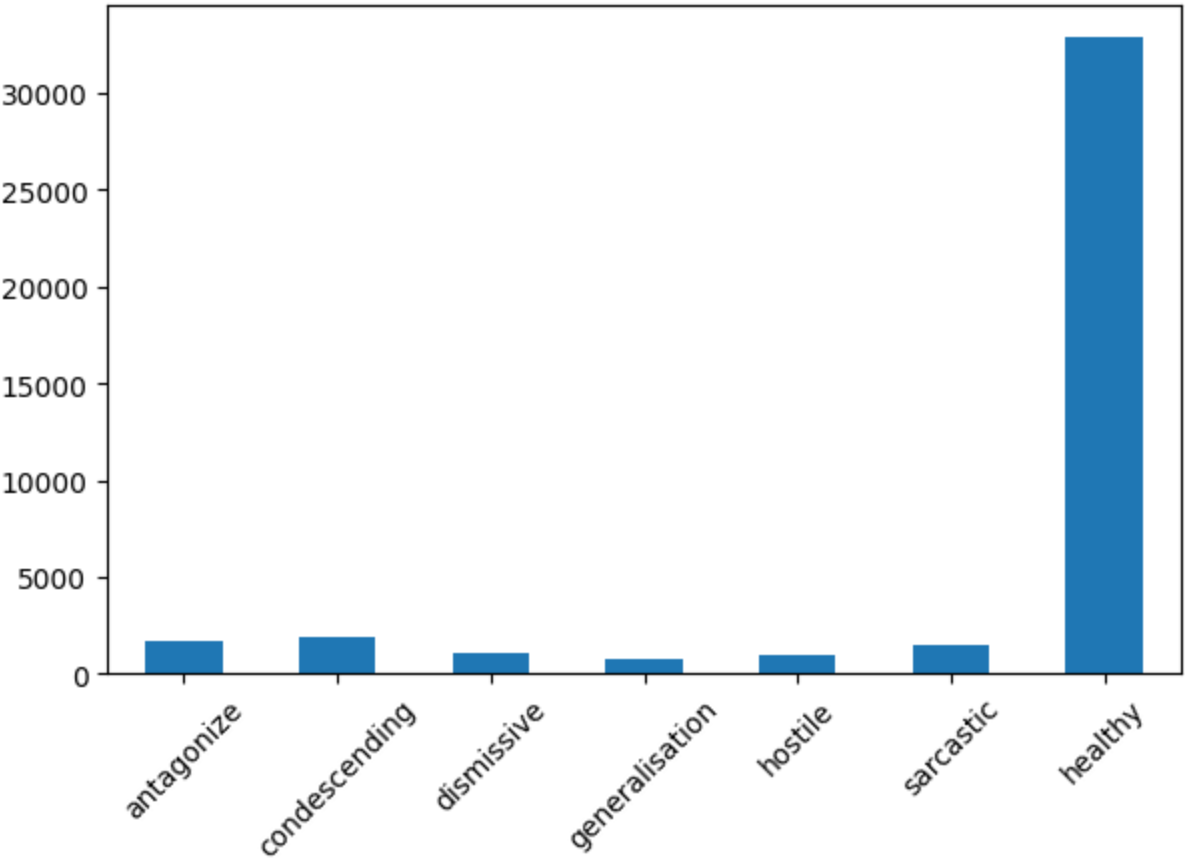 30000
25000
20000
15000
10000
5000
0
antagonize
condescending
dismissive
generalisation
hostile
sarcastic
healthy